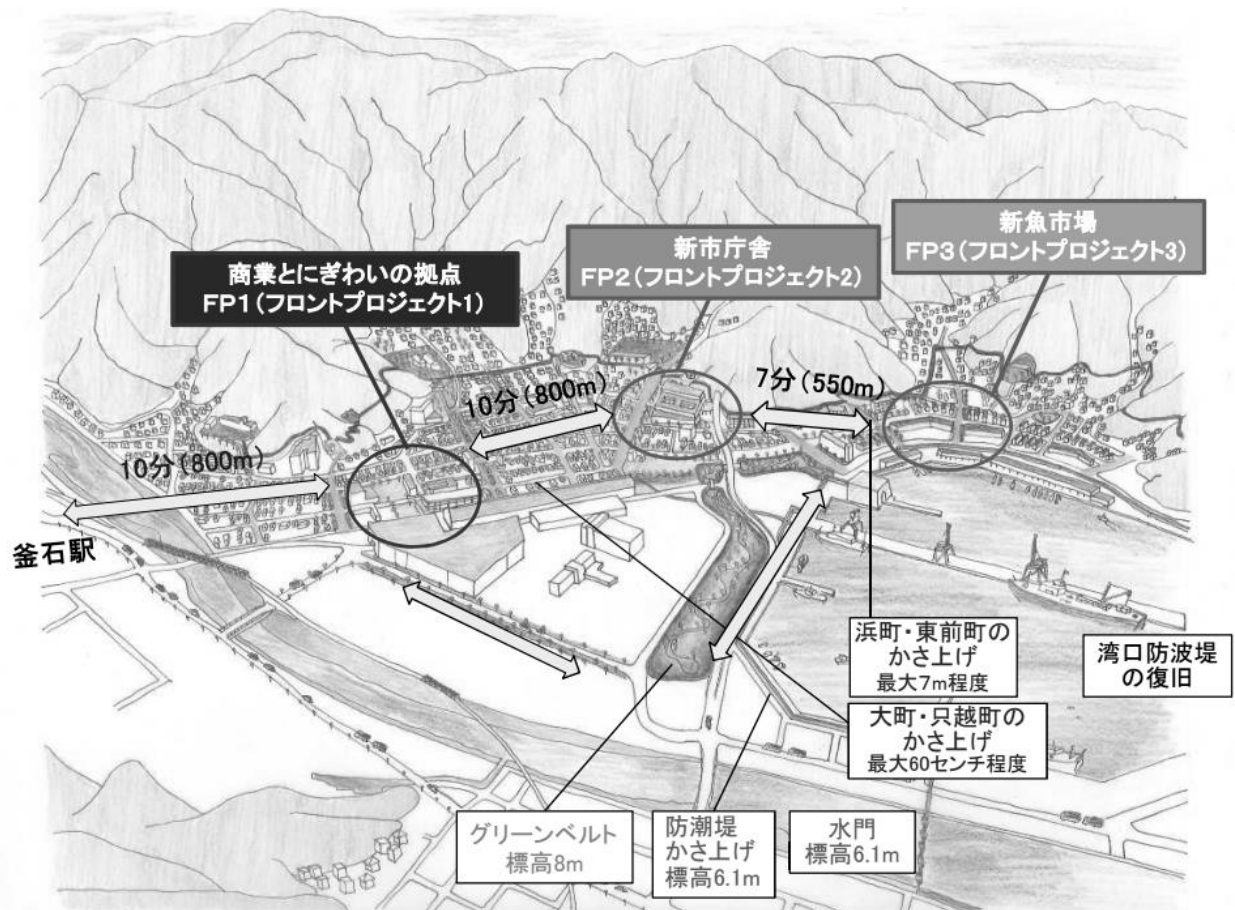 新魚市場
FP3(フロントプロジェクト3)
新市庁舎
FP2(フロントプロジェクト2)
商業とにぎわいの拠点
FP1(フロントプロジェクト1)
7分(550m)
10分(800m)
10分(800m)
釜石駅
浜町・東前町の
かさ上げ
最大7m程度
湾口防波堤
の復旧
大町・只越町の
かさ上げ
最大60センチ程度
グリーンベルト
標高8m
防潮堤
かさ上げ
標高6.1m
水門
標高6.1m